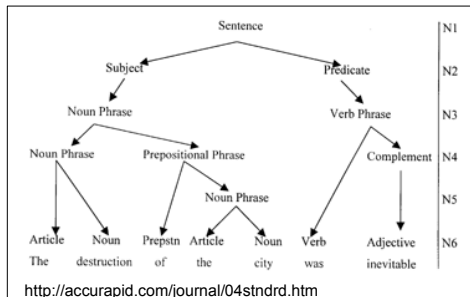 Sentence N1
Subject Predicate N2
Noun Phrase Verb Phrase N3
Noun Phrase Prepositional Phrase Complement N4
Noun Phrase N5
Article Noun Prepstn Article Noun Verb Adjective N6
The destruction of the city was inevitable
http://accurapid.com/journal/04stndrd.htm